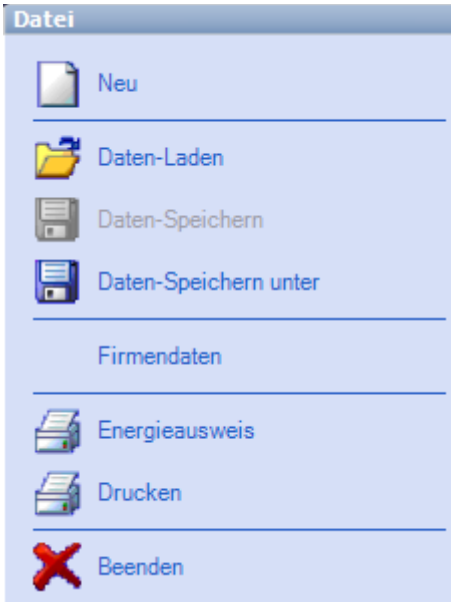 Datei
Neu
Daten-Laden
Daten-Speichern
Daten-Speichern unter
Firmendaten
Energieausweis
Drucken
Beenden